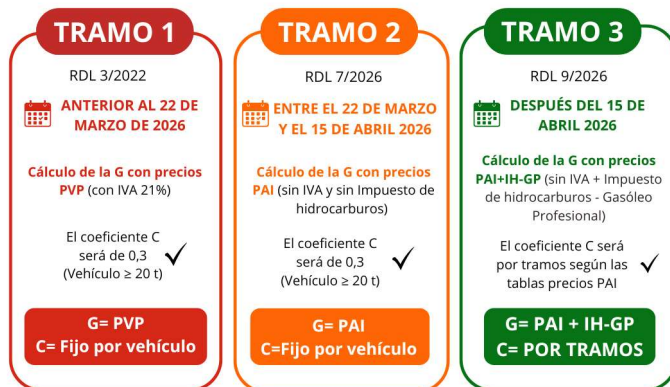 TRAMO 1
RDL 3/2022
ANTERIOR AL 22 DE
MARZO DE 2026
Cálculo de la G con precios
PVP (con IVA 21%)
El coeficiente C
será de 0,3
(Vehículo ≥ 20 t)
G= PVP
C= Fijo por vehículo
TRAMO 2
RDL 7/2026
ENTRE EL 22 DE MARZO
Y EL 15 DE ABRIL 2026
Cálculo de la G con precios
PAI (sin IVA y sin Impuesto de
hidrocarburos)
El coeficiente C
será de 0,3
(Vehículo ≥ 20 t)
G= PAI
C=Fijo por vehículo
TRAMO 3
RDL 9/2026
DESPUÉS DEL 15 DE
ABRIL 2026
Cálculo de la G con precios
PAI+IH-GP (sin IVA + Impuesto
de hidrocarburos - Gasóleo
Profesional)
El coeficiente C será
por tramos según las
tablas precios PAI
G= PAI + IH-GP
C= POR TRAMOS